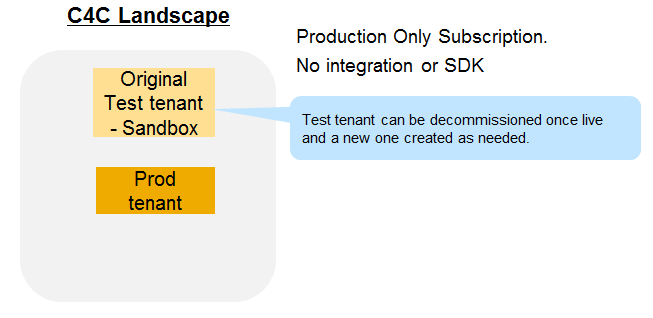 C4C Landscape
Production Only Subscription.
No integration or SDK
Original
Test tenant
- Sandbox
Test tenant can be decommissioned once live
and a new one created as needed.
Prod
tenant